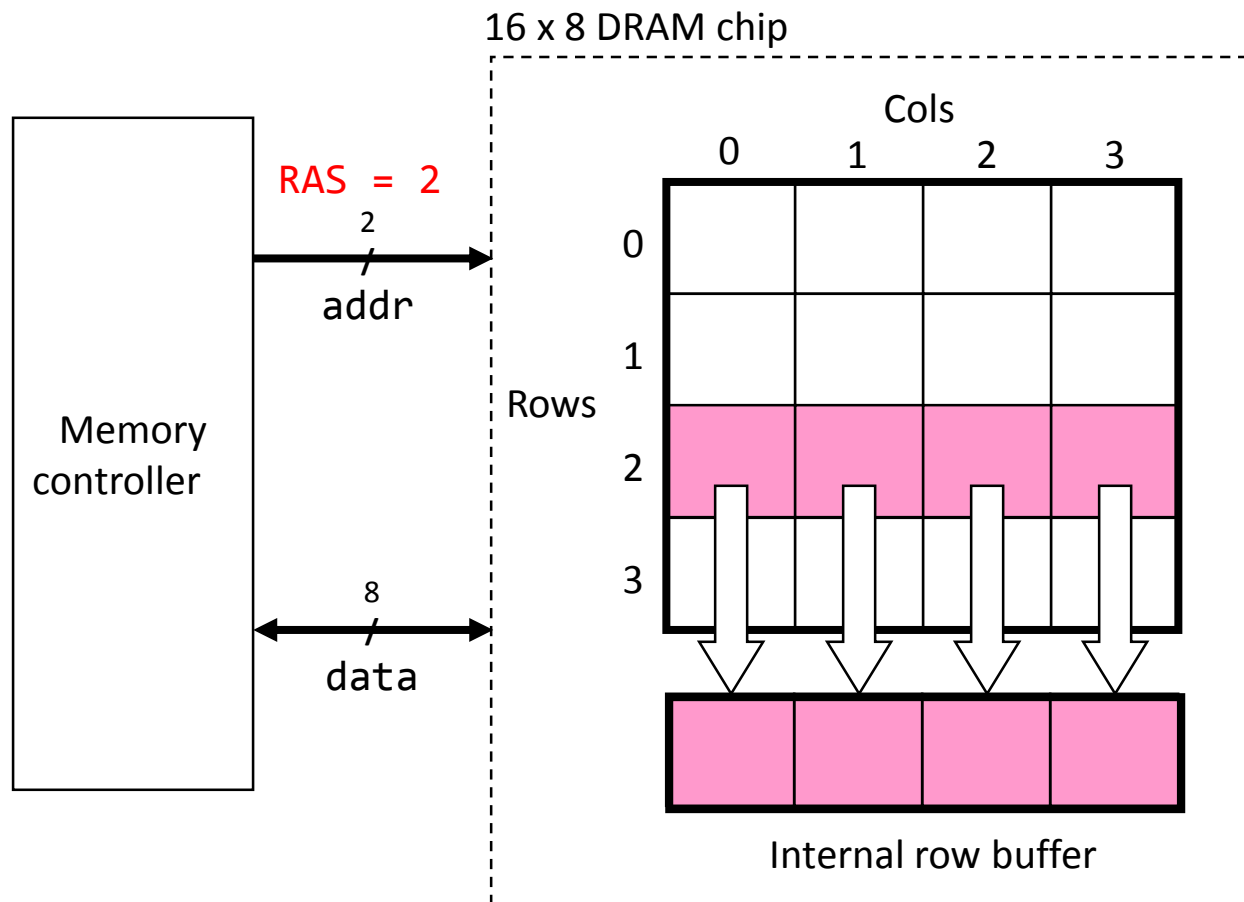 16 x 8 DRAM chip
Cols
0 1 2 3
RAS = 2
2
addr
0
1
Rows
2
3
Memory
controller
8
data
Internal row buffer